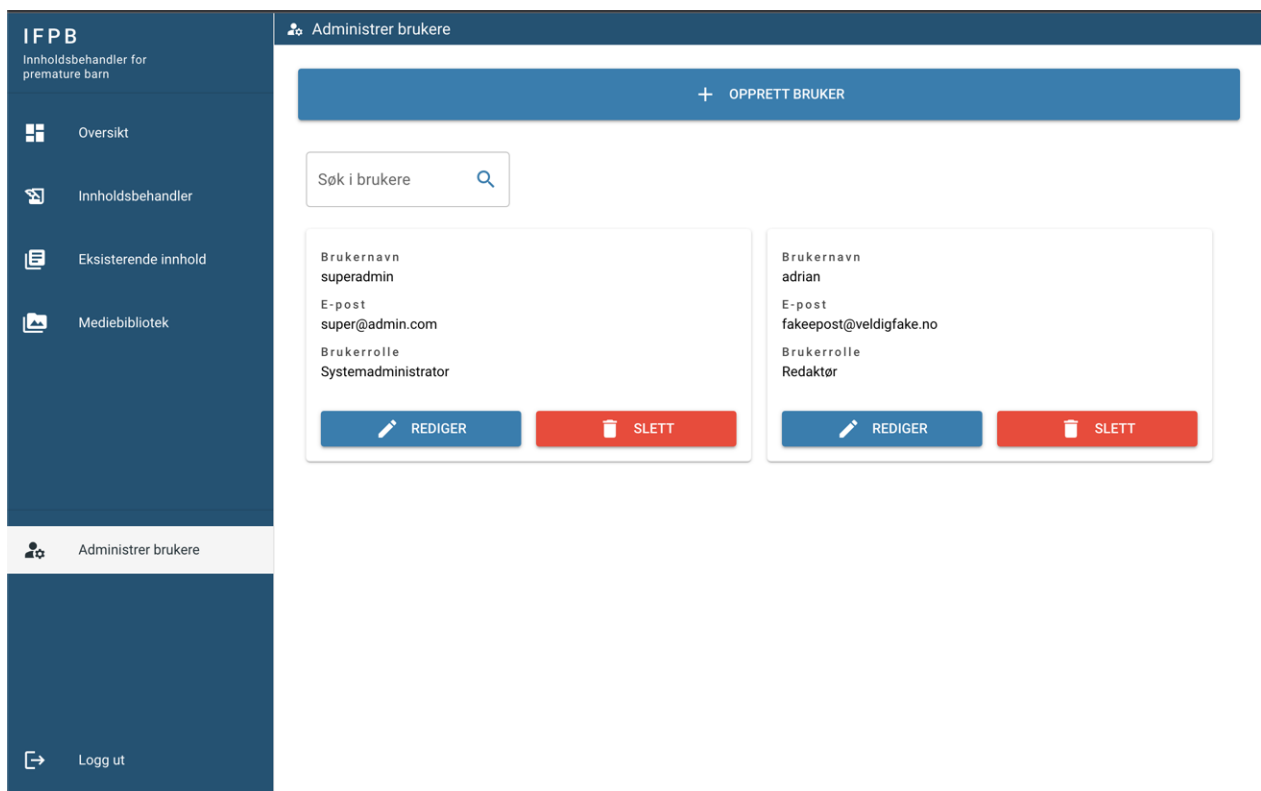 IFPB
Innholdsbehandler for
premature barn
Oversikt
Innholdsbehandler
Eksisterende innhold
Mediebibliotek
Administrer brukere
Logg ut
Administrer brukere
OPPRETT BRUKER
Søk i brukere
Brukernavn
superadmin
E-post
super@admin.com
Brukerrolle
Systemadministrator
REDIGER
SLETT
Brukernavn
adrian
E-post
fakeepost@veldigfake.no
Brukerrolle
Redaktør
REDIGER
SLETT